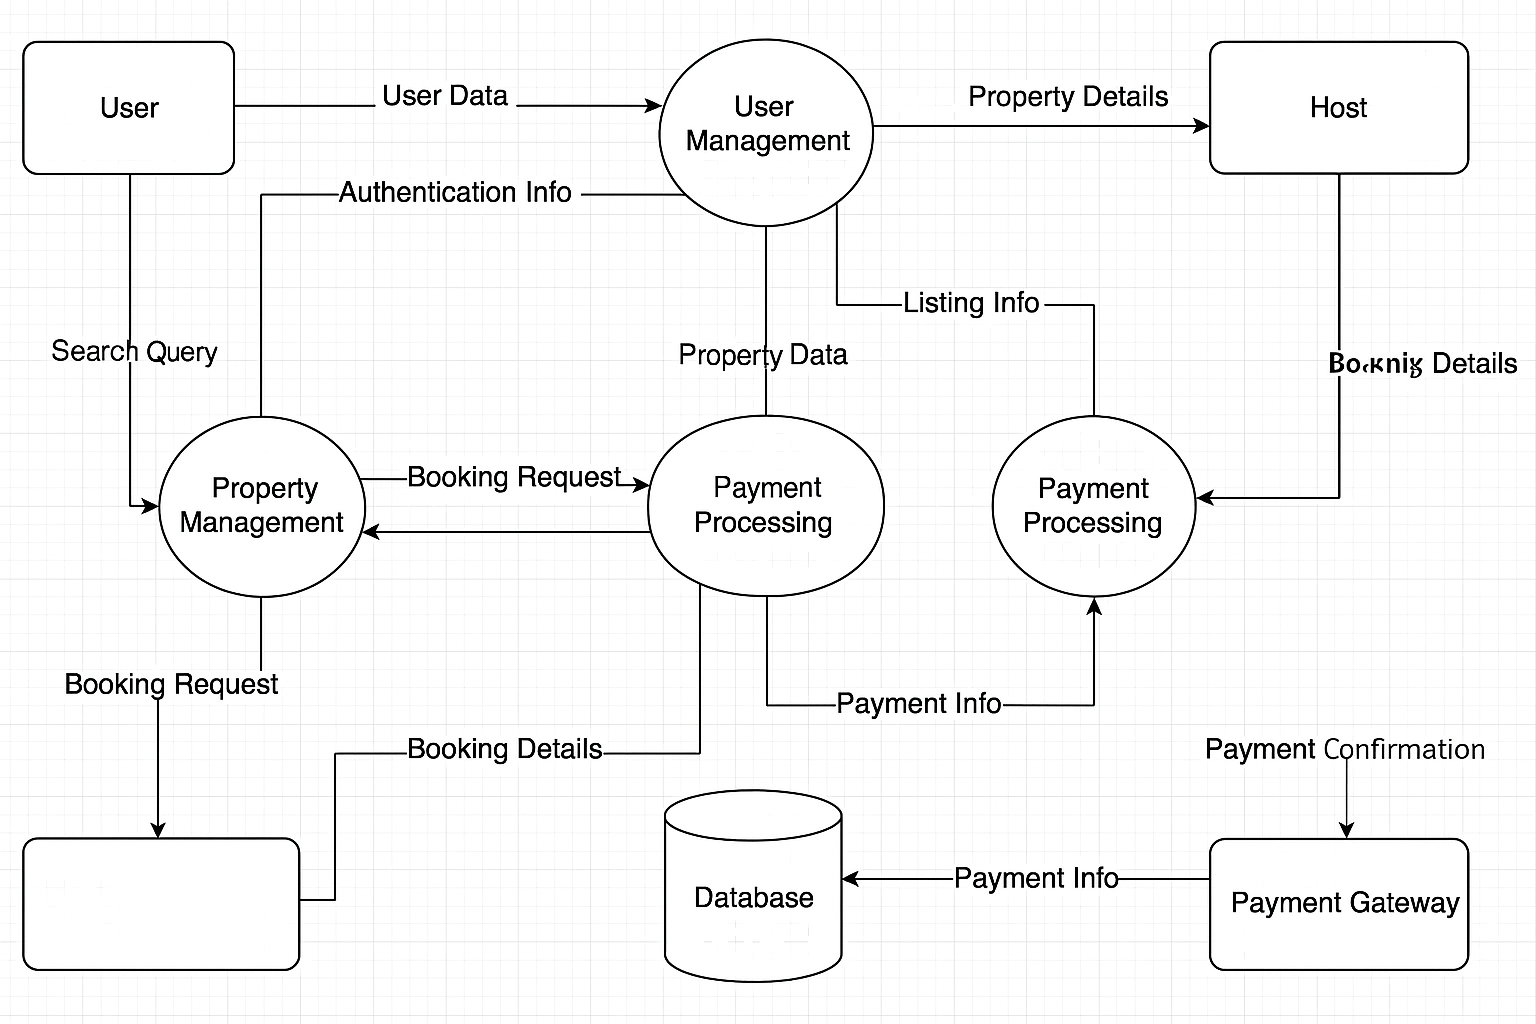 User
User Data
User
Management
Property Details
Host
Authentication Info
Listing Info
Search Query
Property Data
Details
Property
Management
Booking Request
Payment
Processing
Payment
Processing
Booking Request
Payment Info
Booking Details
Payment Confirmation
Database
Payment Info
Payment Gateway